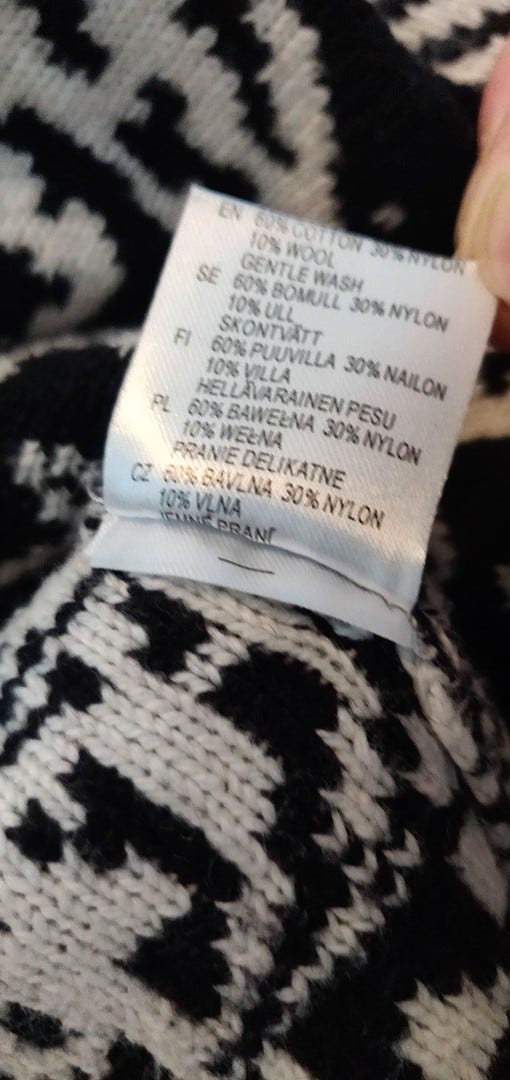 EN 60% COTTON 30% NYLON
10% WOOL
GENTLE WASH
SE 60% BOMULL 30% NYLON
10% ULL
SKONTVÄTT
FI 60% PUUVILLA 30% NAILON
10% VILLA
HELLÄVARAINEN PESU
PL 60% BAWEŁNA 30% NYLON
10% WEŁNA
PRANIE DELIKATNE
CZ 60% BAVLNA 30% NYLON
10% VLNA
JEMNÉ PRANÍ